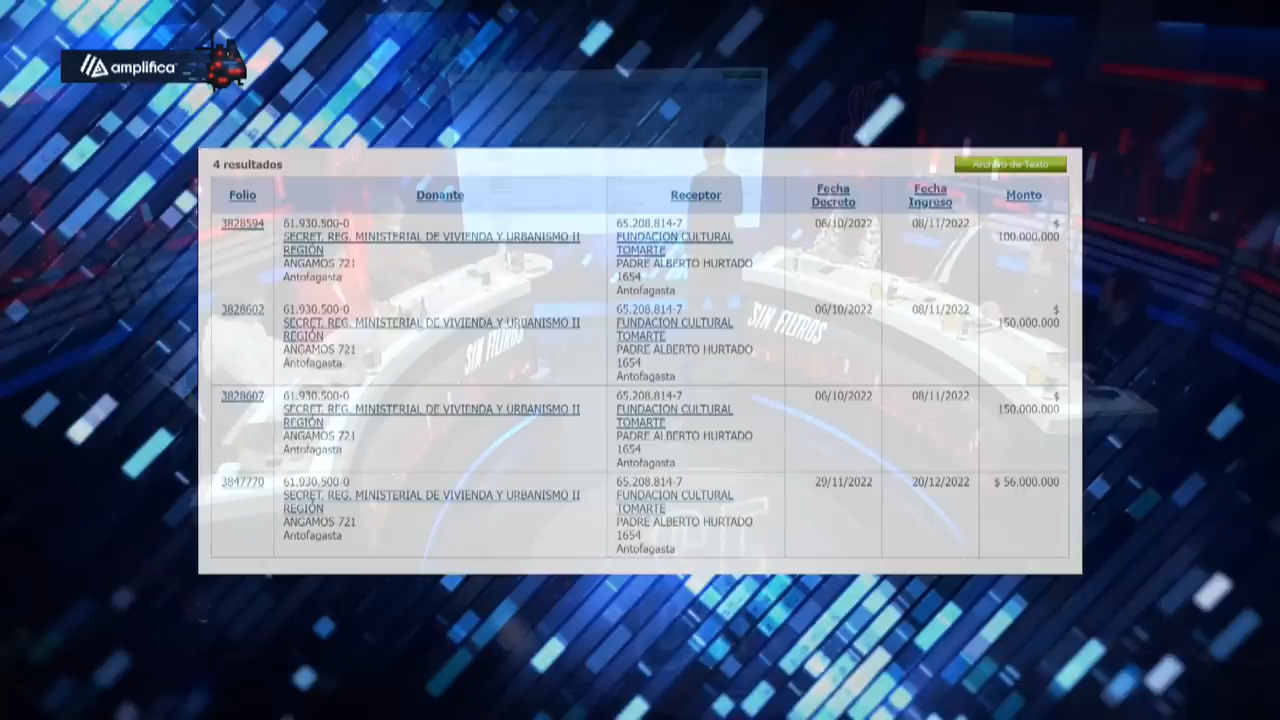 amplifica
4 resultados
Archivo de Texto
Folio
Donante
Receptor
Fecha Decreto
Fecha Ingreso
Monto
3828594
61.930.500-0
SECRET. REG. MINISTERIAL DE VIVIENDA Y URBANISMO II
REGIÓN
ANGAMOS 721
Antofagasta
65.208.814-7
FUNDACION CULTURAL
TOMARTE
PADRE ALBERTO HURTADO
1654
Antofagasta
06/10/2022
08/11/2022
$
100.000.000
3828602
61.930.500-0
SECRET. REG. MINISTERIAL DE VIVIENDA Y URBANISMO II
REGIÓN
ANGAMOS 721
Antofagasta
65.208.814-7
FUNDACION CULTURAL
TOMARTE
PADRE ALBERTO HURTADO
1654
Antofagasta
06/10/2022
08/11/2022
$
150.000.000
3828607
61.930.500-0
SECRET. REG. MINISTERIAL DE VIVIENDA Y URBANISMO II
REGIÓN
ANGAMOS 721
Antofagasta
65.208.814-7
FUNDACION CULTURAL
TOMARTE
PADRE ALBERTO HURTADO
1654
Antofagasta
06/10/2022
08/11/2022
$
150.000.000
3847770
61.930.500-0
SECRET. REG. MINISTERIAL DE VIVIENDA Y URBANISMO II
REGIÓN
ANGAMOS 721
Antofagasta
65.208.814-7
FUNDACION CULTURAL
TOMARTE
PADRE ALBERTO HURTADO
1654
Antofagasta
29/11/2022
20/12/2022
$ 56.000.000
SIN FILTROS
SIN FILTROS